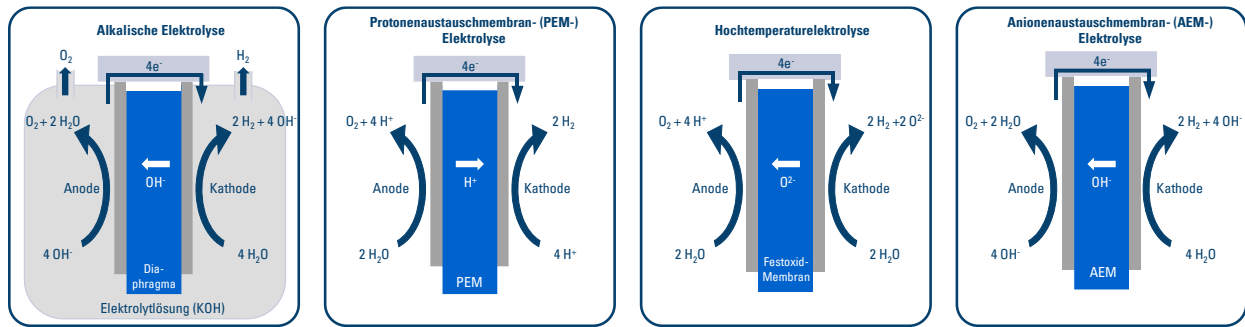 Alkalische Elektrolyse
O₂
H₂
4e⁻
O₂ + 2 H₂O
2 H₂ + 4 OH⁻
OH⁻
Anode
Kathode
4 OH⁻
4 H₂O
Dia-
phragma
Elektrolytlösung (KOH)
Protonenaustauschmembran- (PEM-)
Elektrolyse
4e⁻
O₂ + 4 H⁺
2 H₂
H⁺
Anode
Kathode
2 H₂O
4 H⁺
PEM
Hochtemperaturelektrolyse
4e⁻
O₂ + 4 H⁺
2 H₂ +2 O²⁻
O²⁻
Anode
Kathode
2 H₂O
2 H₂O
Festoxid-
Membran
Anionenaustauschmembran- (AEM-)
Elektrolyse
4e⁻
O₂ + 2 H₂O
2 H₂ + 4 OH⁻
OH⁻
Anode
Kathode
4 OH⁻
4 H₂O
AEM